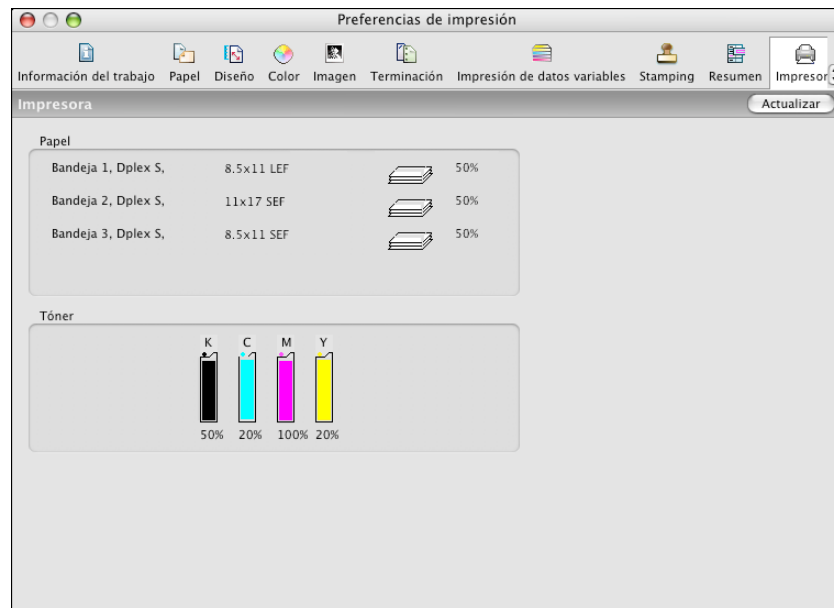 Preferencias de impresión
Información del trabajo Papel Diseño Color Imagen Terminación Impresión de datos variables Stamping Resumen Impresor
Impresora Actualizar
Papel
Bandeja 1, Dplex S, 8.5x11 LEF 50%
Bandeja 2, Dplex S, 11x17 SEF 50%
Bandeja 3, Dplex S, 8.5x11 SEF 50%
Tóner
K C M Y
50% 20% 100% 20%